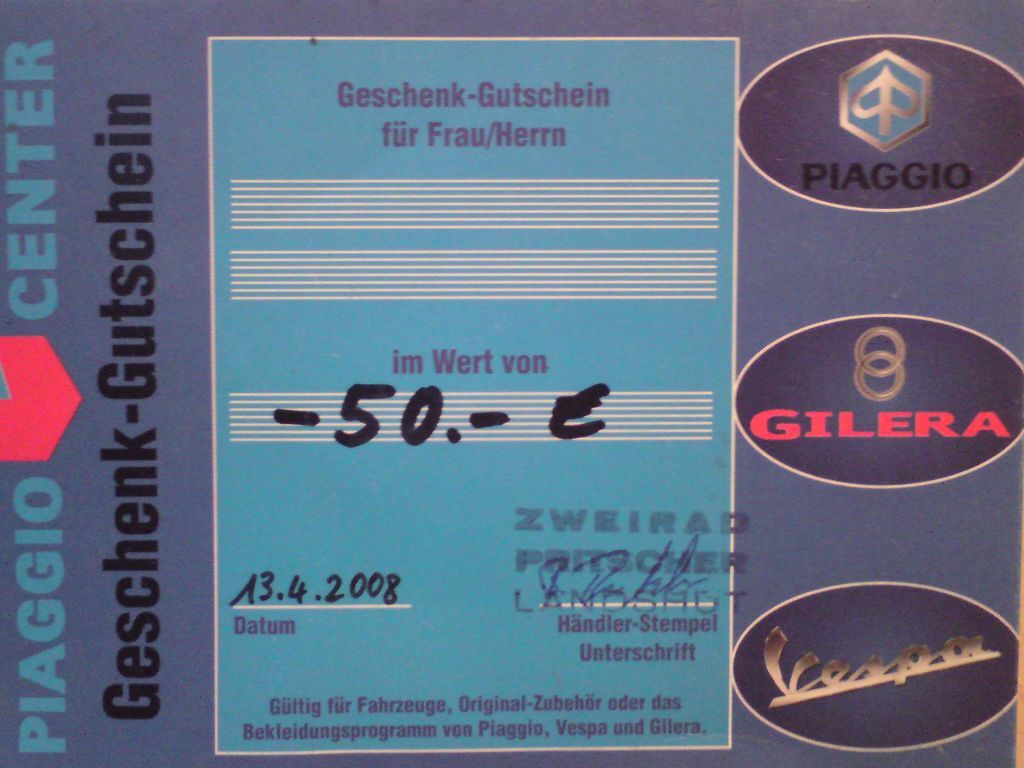 PIAGGIO CENTER
Geschenk-Gutschein
Geschenk-Gutschein
für Frau/Herrn
im Wert von
-50.- €
13.4.2008
Datum
ZWEIRAD
PRITSCHER
LANDSHUT
Händler-Stempel
Unterschrift
Gültig für Fahrzeuge, Original-Zubehör oder das
Bekleidungsprogramm von Piaggio, Vespa und Gilera.
PIAGGIO
GILERA
Vespa